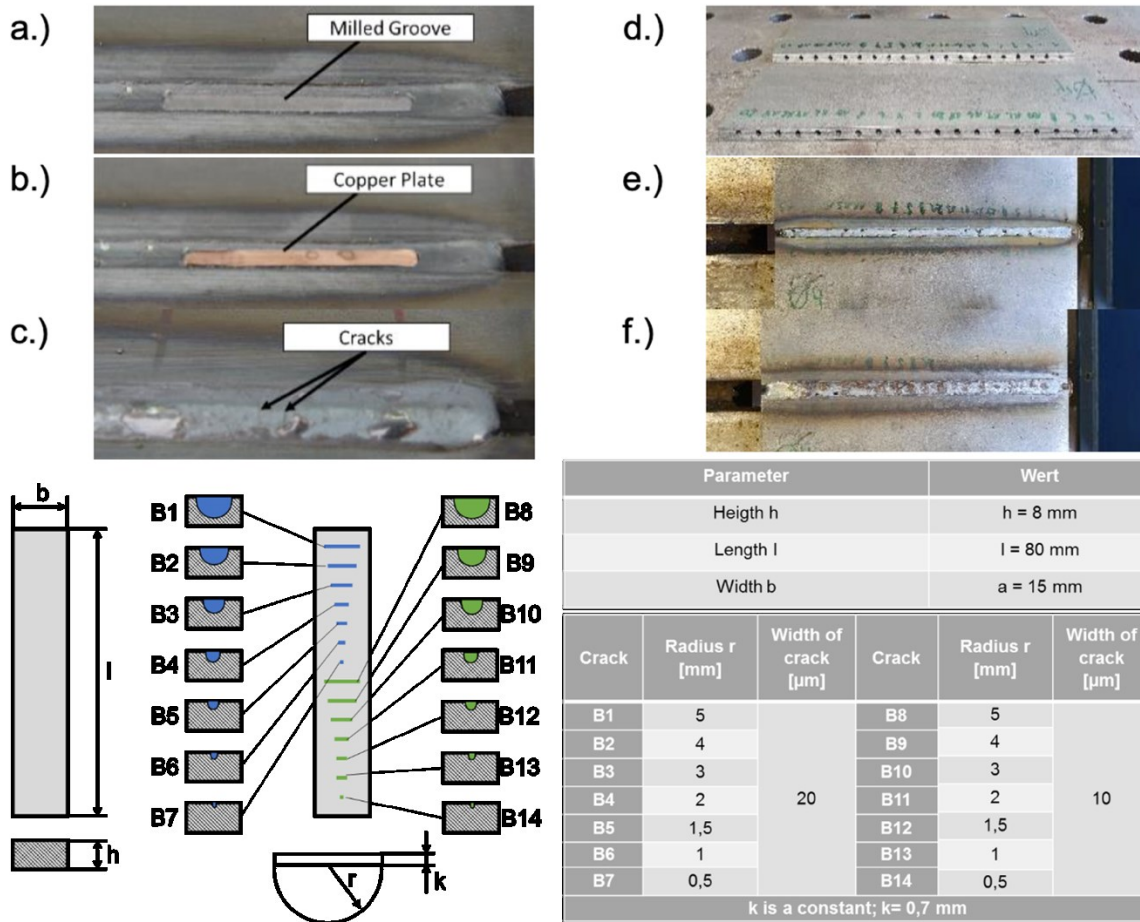 a.)
Milled Groove
b.)
Copper Plate
c.)
Cracks
d.)
e.)
f.)
b
l
h
B1
B2
B3
B4
B5
B6
B7
B8
B9
B10
B11
B12
B13
B14
r
k
Parameter Wert
Heigth h h = 8 mm
Length l l = 80 mm
Width b a = 15 mm
Crack Radius r [mm] Width of crack [µm] Crack Radius r [mm] Width of crack [µm]
B1 5 B8 5
B2 4 B9 4
B3 3 B10 3
B4 2 20 B11 2 10
B5 1,5 B12 1,5
B6 1 B13 1
B7 0,5 B14 0,5
k is a constant; k= 0,7 mm